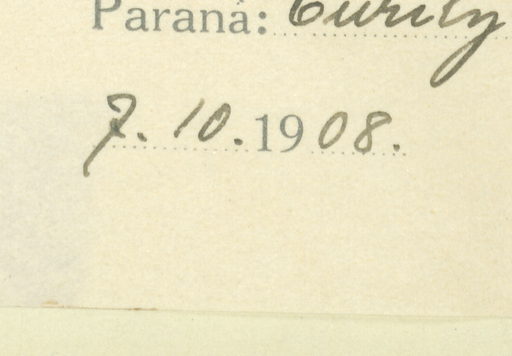 Paraná: Curity
7. 10. 1908.